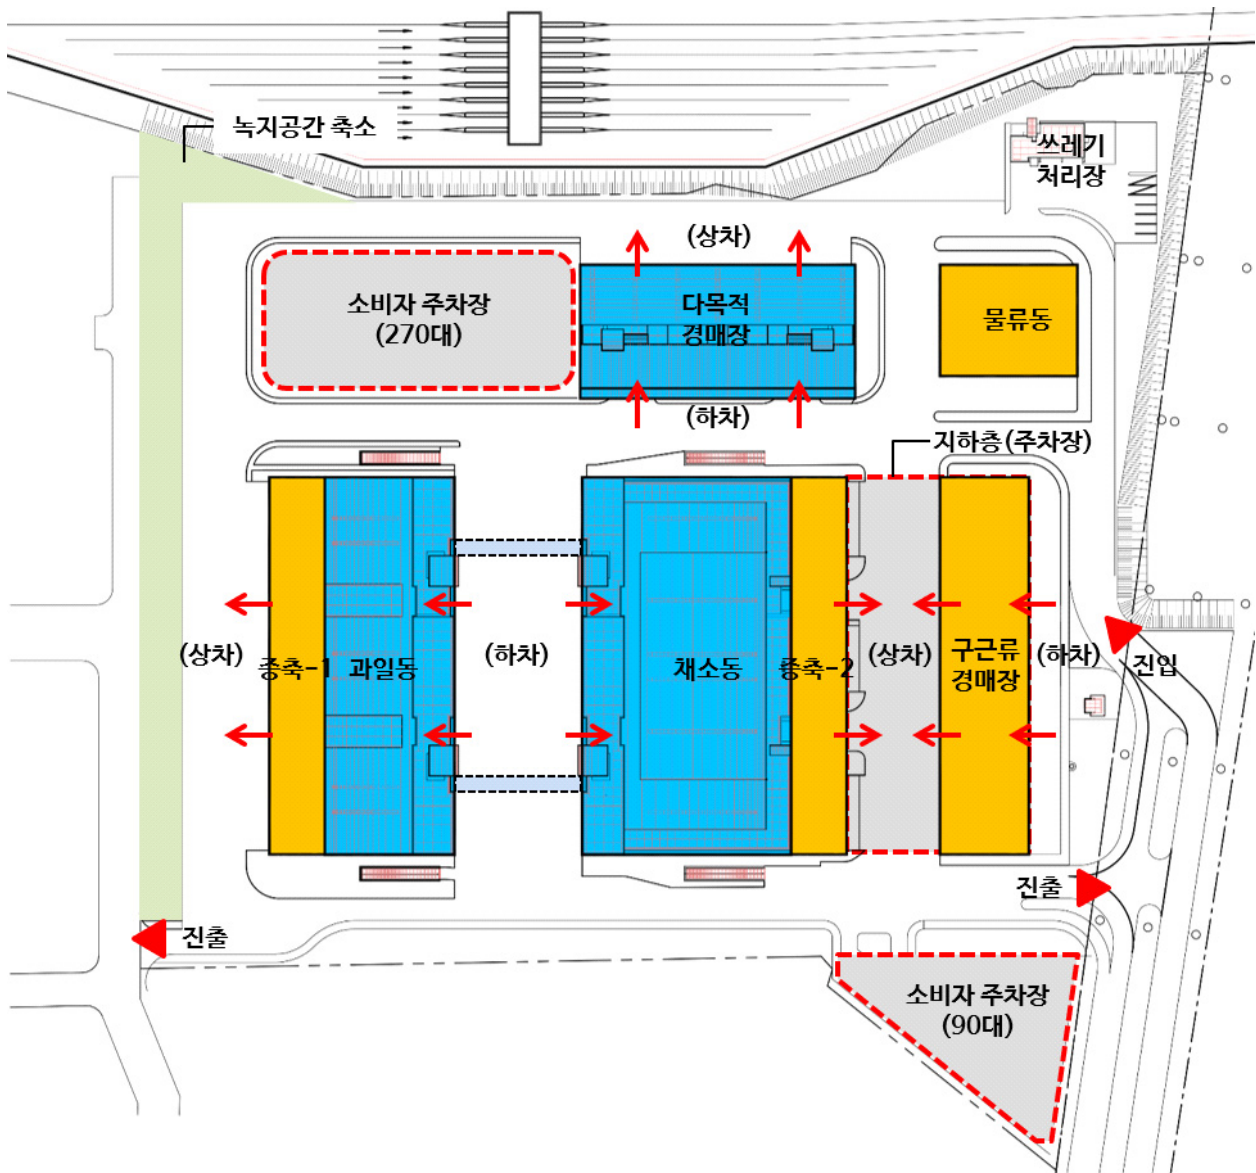 녹지공간 축소
쓰레기
처리장
(상차)
소비자 주차장
(270대)
다목적
경매장
물류동
(하차)
지하층(주차장)
(상차)
증축-1
과일동
(하차)
채소동
증축-2
(상차)
구근류
경매장
(하차)
진입
진출
진출
소비자 주차장
(90대)